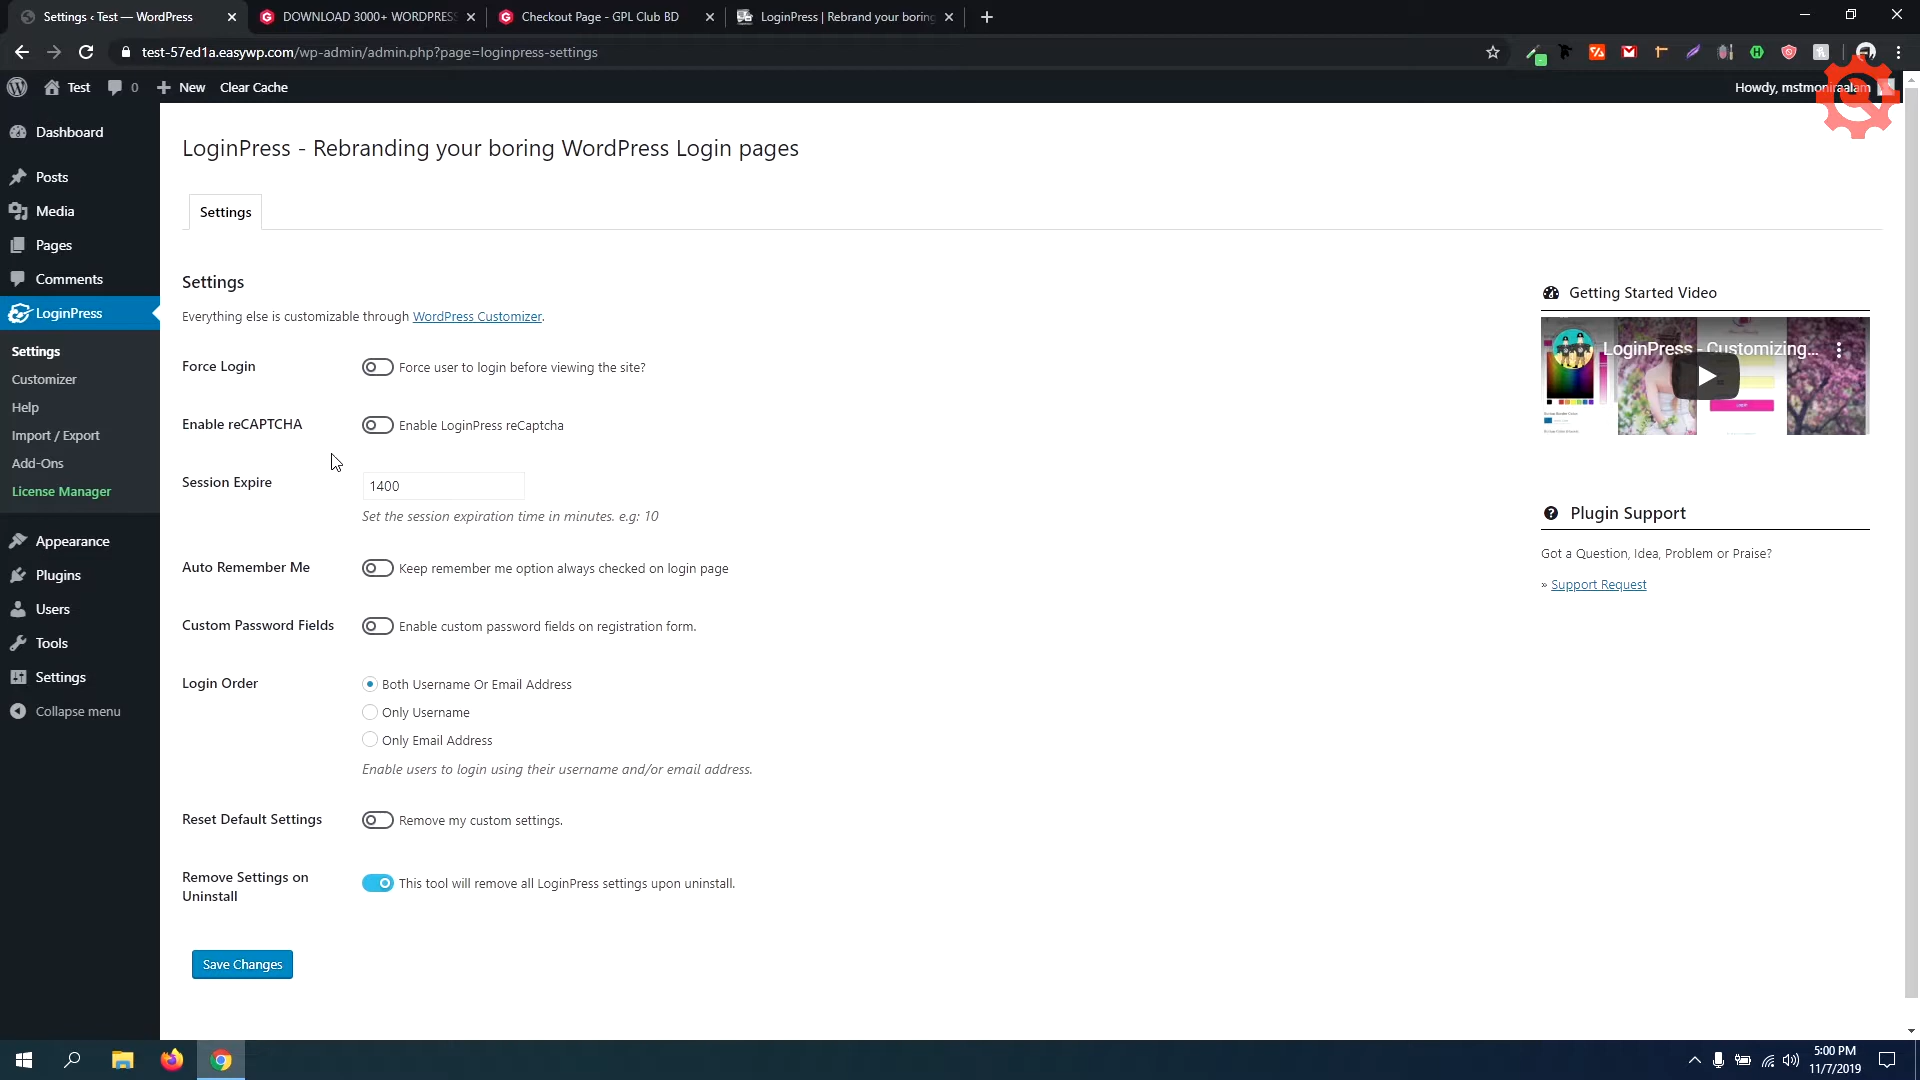 Settings ‹ Test — WordPress
DOWNLOAD 3000+ WORDPRESS
Checkout Page - GPL Club BD
LoginPress | Rebrand your boring
test-57ed1a.easywp.com/wp-admin/admin.php?page=loginpress-settings
Test
0
New
Clear Cache
Howdy, mstmoniraalam
Dashboard
Posts
Media
Pages
Comments
LoginPress
Settings
Customizer
Help
Import / Export
Add-Ons
License Manager
Appearance
Plugins
Users
Tools
Settings
Collapse menu
LoginPress - Rebranding your boring WordPress Login pages
Settings
Settings
Everything else is customizable through WordPress Customizer.
Force Login
Force user to login before viewing the site?
Enable reCAPTCHA
Enable LoginPress reCaptcha
Session Expire
1400
Set the session expiration time in minutes. e.g: 10
Auto Remember Me
Keep remember me option always checked on login page
Custom Password Fields
Enable custom password fields on registration form.
Login Order
Both Username Or Email Address
Only Username
Only Email Address
Enable users to login using their username and/or email address.
Reset Default Settings
Remove my custom settings.
Remove Settings on
Uninstall
This tool will remove all LoginPress settings upon uninstall.
Save Changes
Getting Started Video
LoginPress - Customizing...
Plugin Support
Got a Question, Idea, Problem or Praise?
» Support Request
5:00 PM
11/7/2019